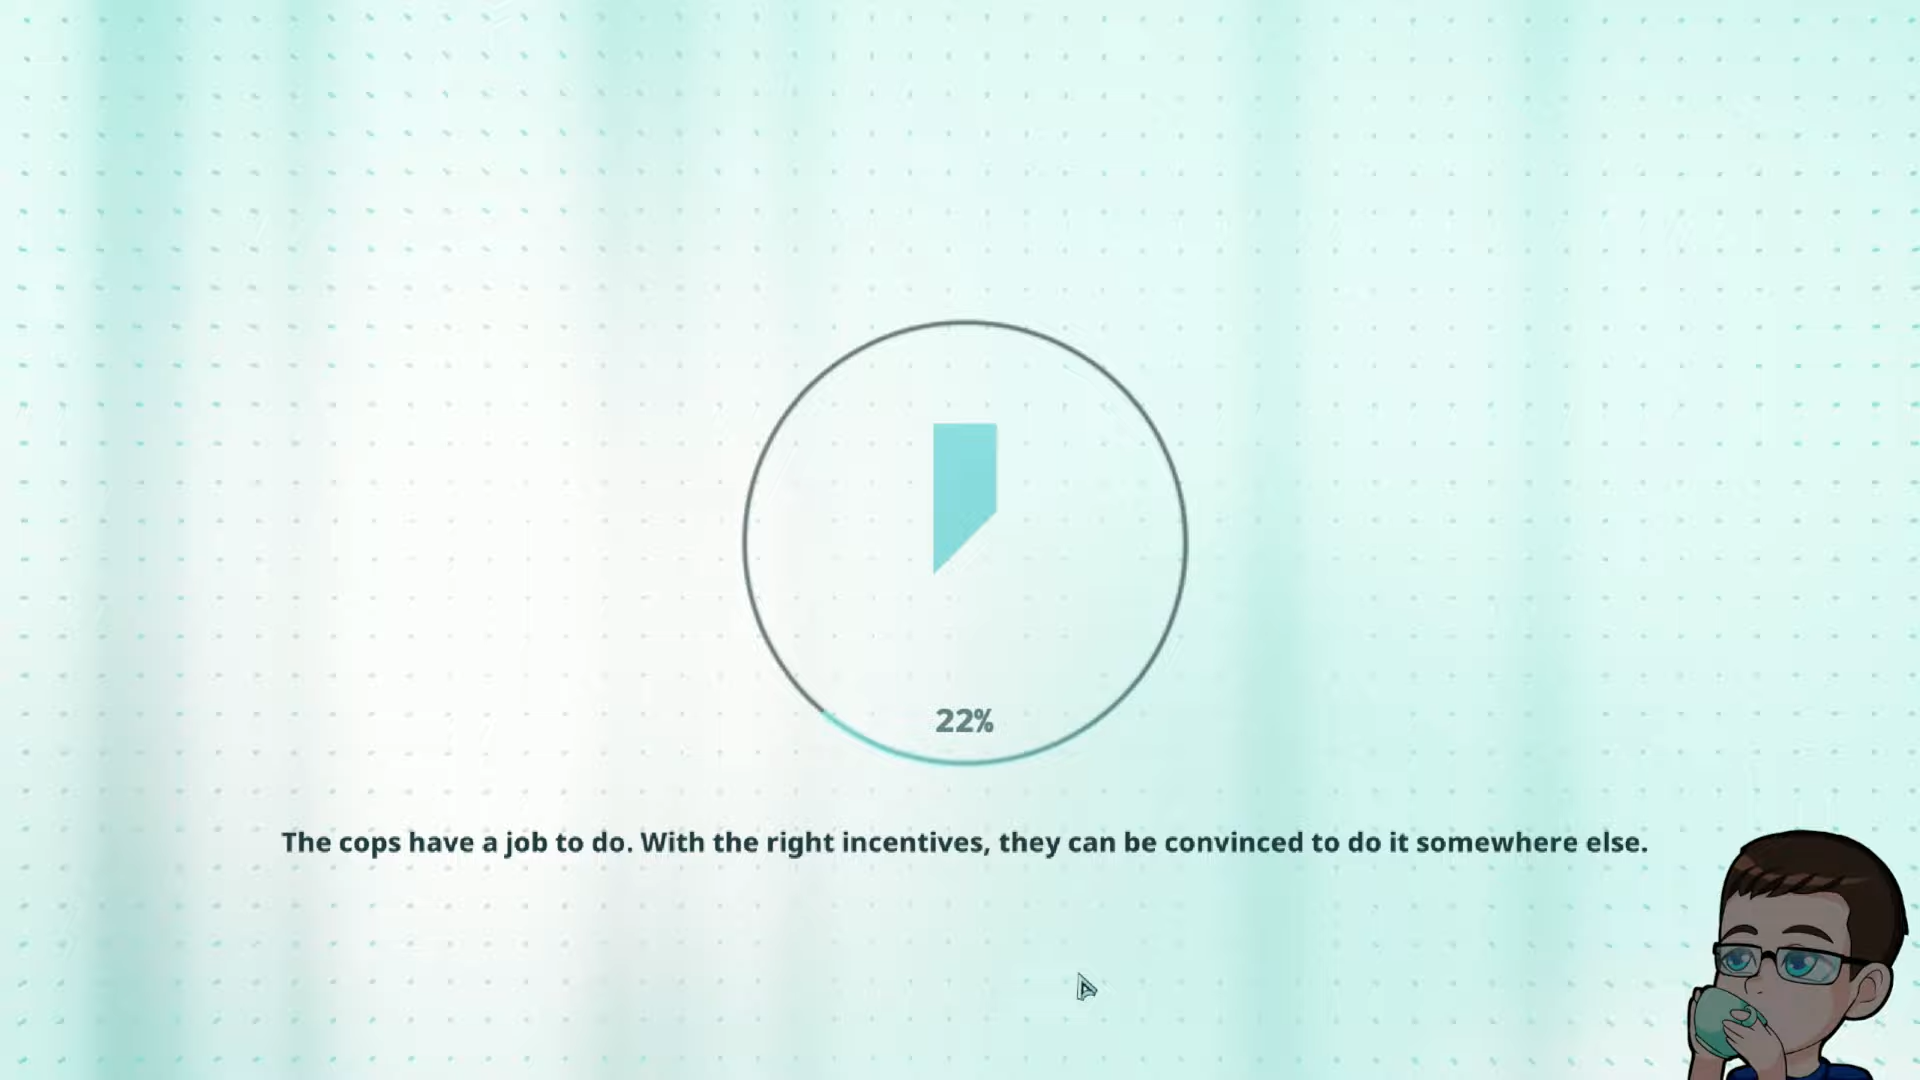 22%
The cops have a job to do. With the right incentives, they can be convinced to do it somewhere else.